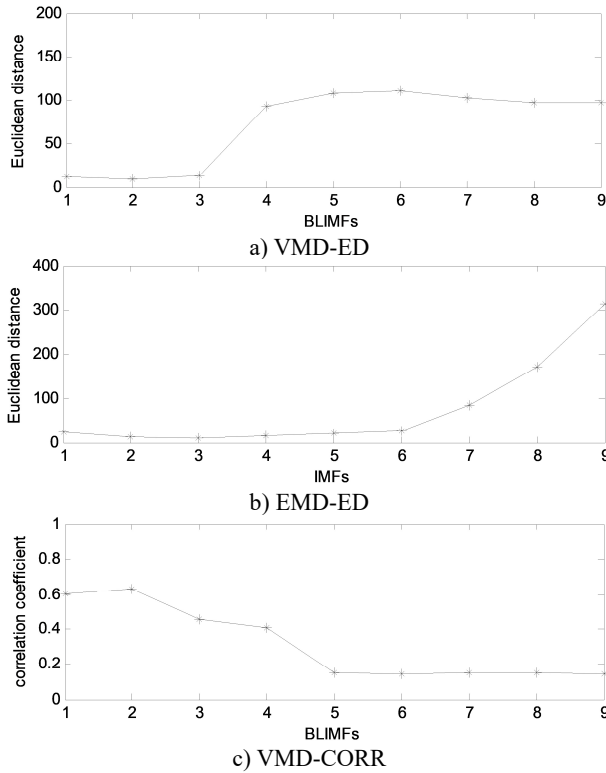 200
150
100
50
0
Euclidean distance
1 2 3 4 5 6 7 8 9
BLIMFs
a) VMD-ED
400
300
200
100
0
Euclidean distance
1 2 3 4 5 6 7 8 9
IMFs
b) EMD-ED
1
0.8
0.6
0.4
0.2
0
correlation coefficient
1 2 3 4 5 6 7 8 9
BLIMFs
c) VMD-CORR